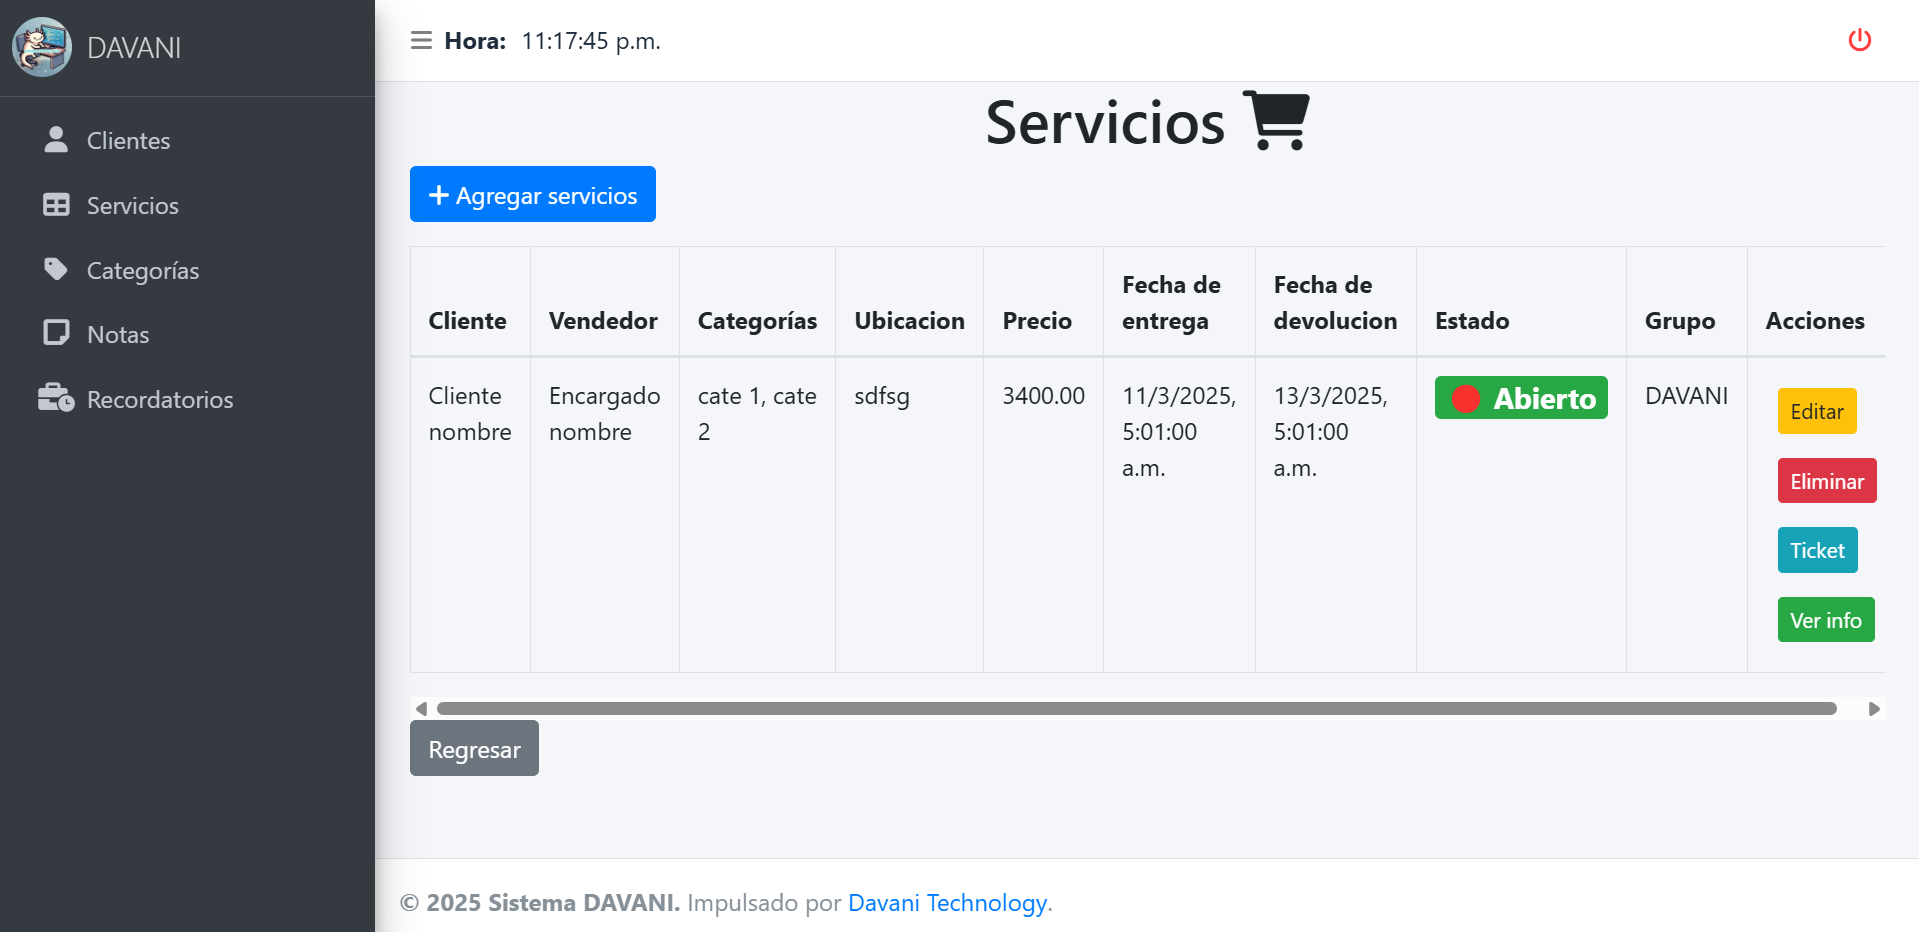 DAVANI
Clientes
Servicios
Categorías
Notas
Recordatorios
Hora: 11:17:45 p.m.
Servicios
Agregar servicios
Cliente
Vendedor
Categorías
Ubicacion
Precio
Fecha de
entrega
Fecha de
devolucion
Estado
Grupo
Acciones
Cliente
nombre
Encargado
nombre
cate 1, cate
2
sdfsg
3400.00
11/3/2025,
5:01:00
a.m.
13/3/2025,
5:01:00
a.m.
Abierto
DAVANI
Editar
Eliminar
Ticket
Ver info
Regresar
© 2025 Sistema DAVANI. Impulsado por Davani Technology.